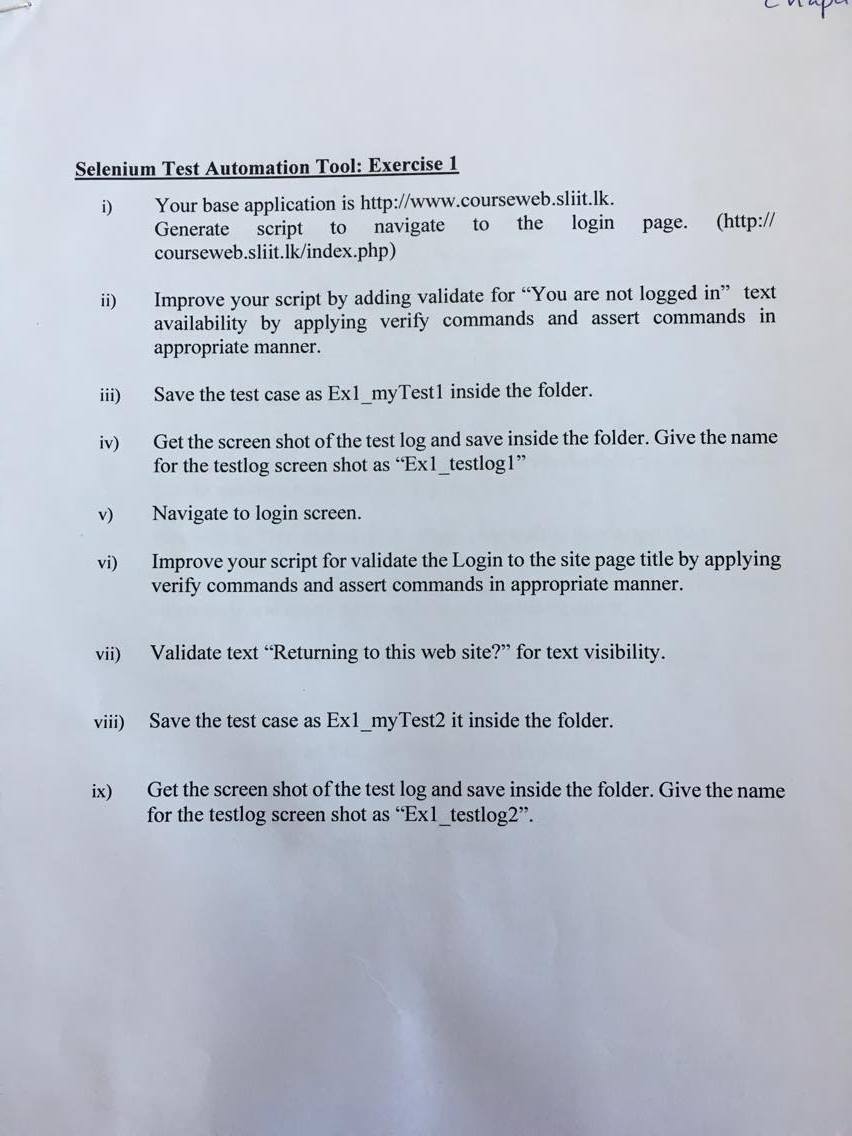 Selenium Test Automation Tool: Exercise 1
i) Your base application is http://www.courseweb.sliit.lk.
Generate script to navigate to the login page. (http://
courseweb.sliit.lk/index.php)
ii) Improve your script by adding validate for “You are not logged in” text
availability by applying verify commands and assert commands in
appropriate manner.
iii) Save the test case as Ex1_myTest1 inside the folder.
iv) Get the screen shot of the test log and save inside the folder. Give the name
for the testlog screen shot as “Ex1_testlog1”
v) Navigate to login screen.
vi) Improve your script for validate the Login to the site page title by applying
verify commands and assert commands in appropriate manner.
vii) Validate text “Returning to this web site?” for text visibility.
viii) Save the test case as Ex1_myTest2 it inside the folder.
ix) Get the screen shot of the test log and save inside the folder. Give the name
for the testlog screen shot as “Ex1_testlog2”.